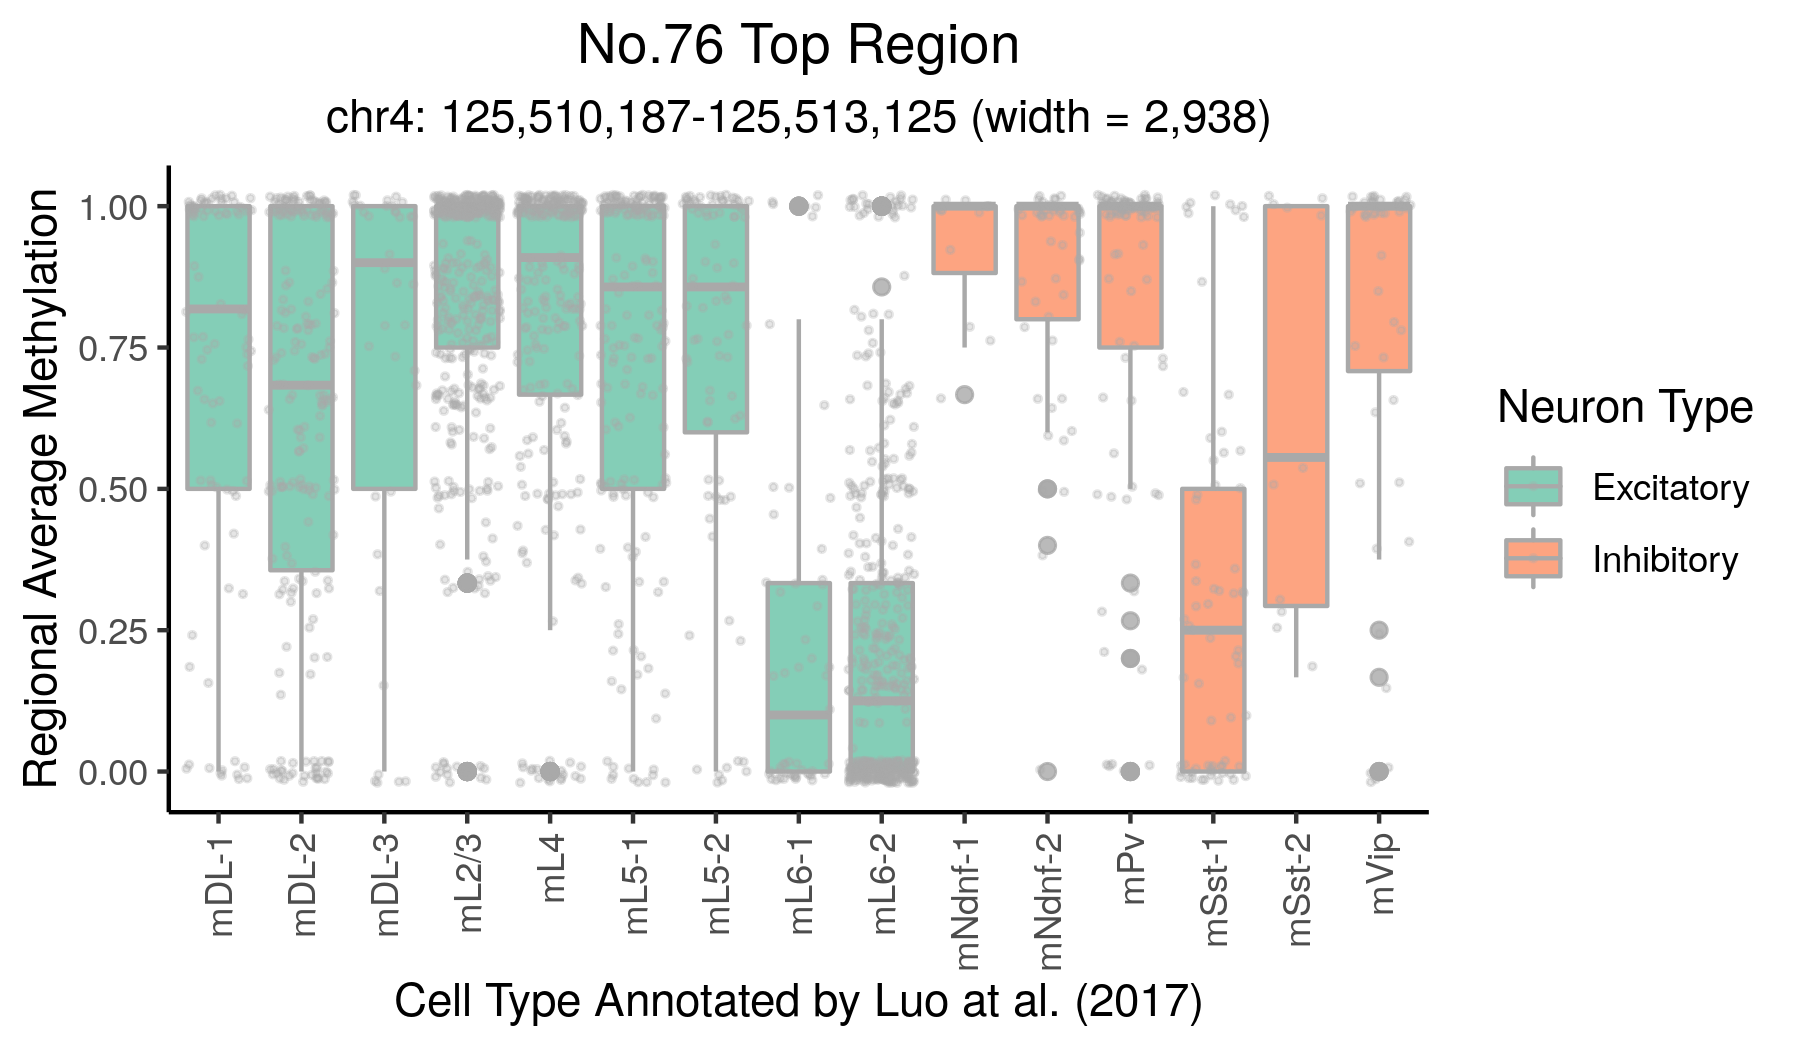 No.76 Top Region
chr4: 125,510,187-125,513,125 (width = 2,938)
Regional Average Methylation
1.00
0.75
0.50
0.25
0.00
mDL-1
mDL-2
mDL-3
mL2/3
mL4
mL5-1
mL5-2
mL6-1
mL6-2
mNdnf-1
mNdnf-2
mPv
mSst-1
mSst-2
mVip
Cell Type Annotated by Luo at al. (2017)
Neuron Type
Excitatory
Inhibitory